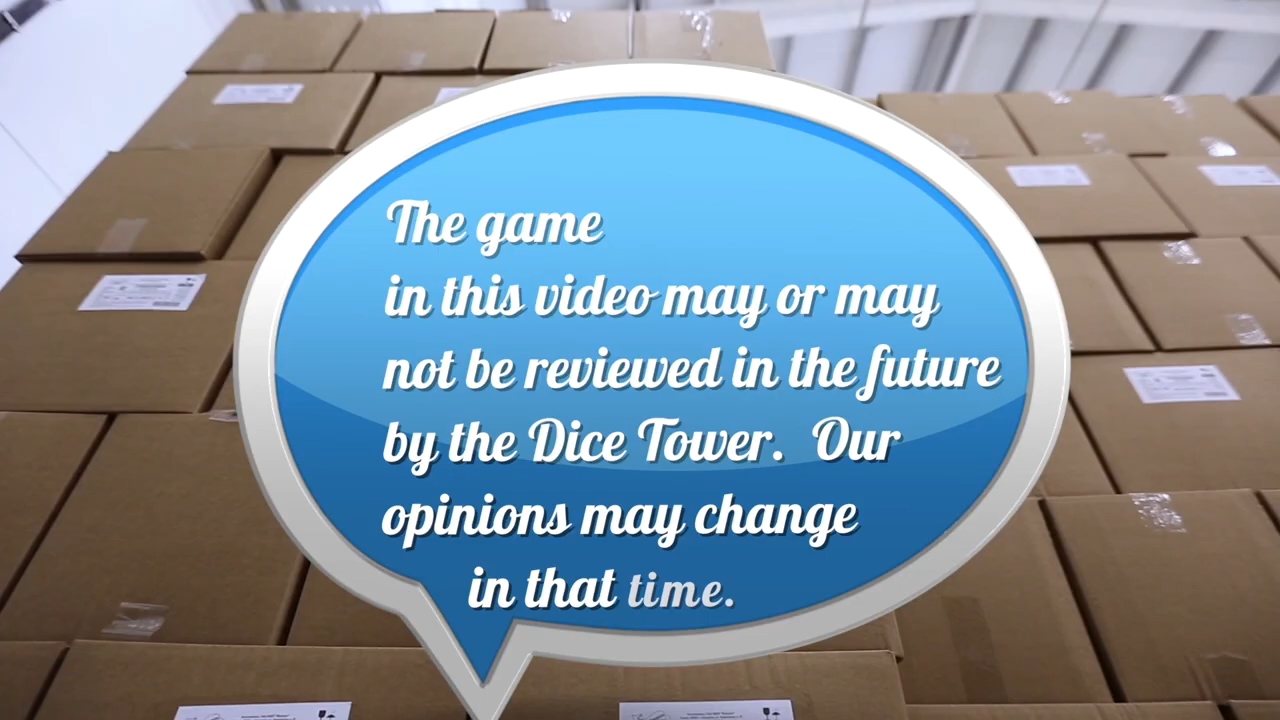 The game
in this video may or may
not be reviewed in the future
by the Dice Tower. Our
opinions may change
in that time.